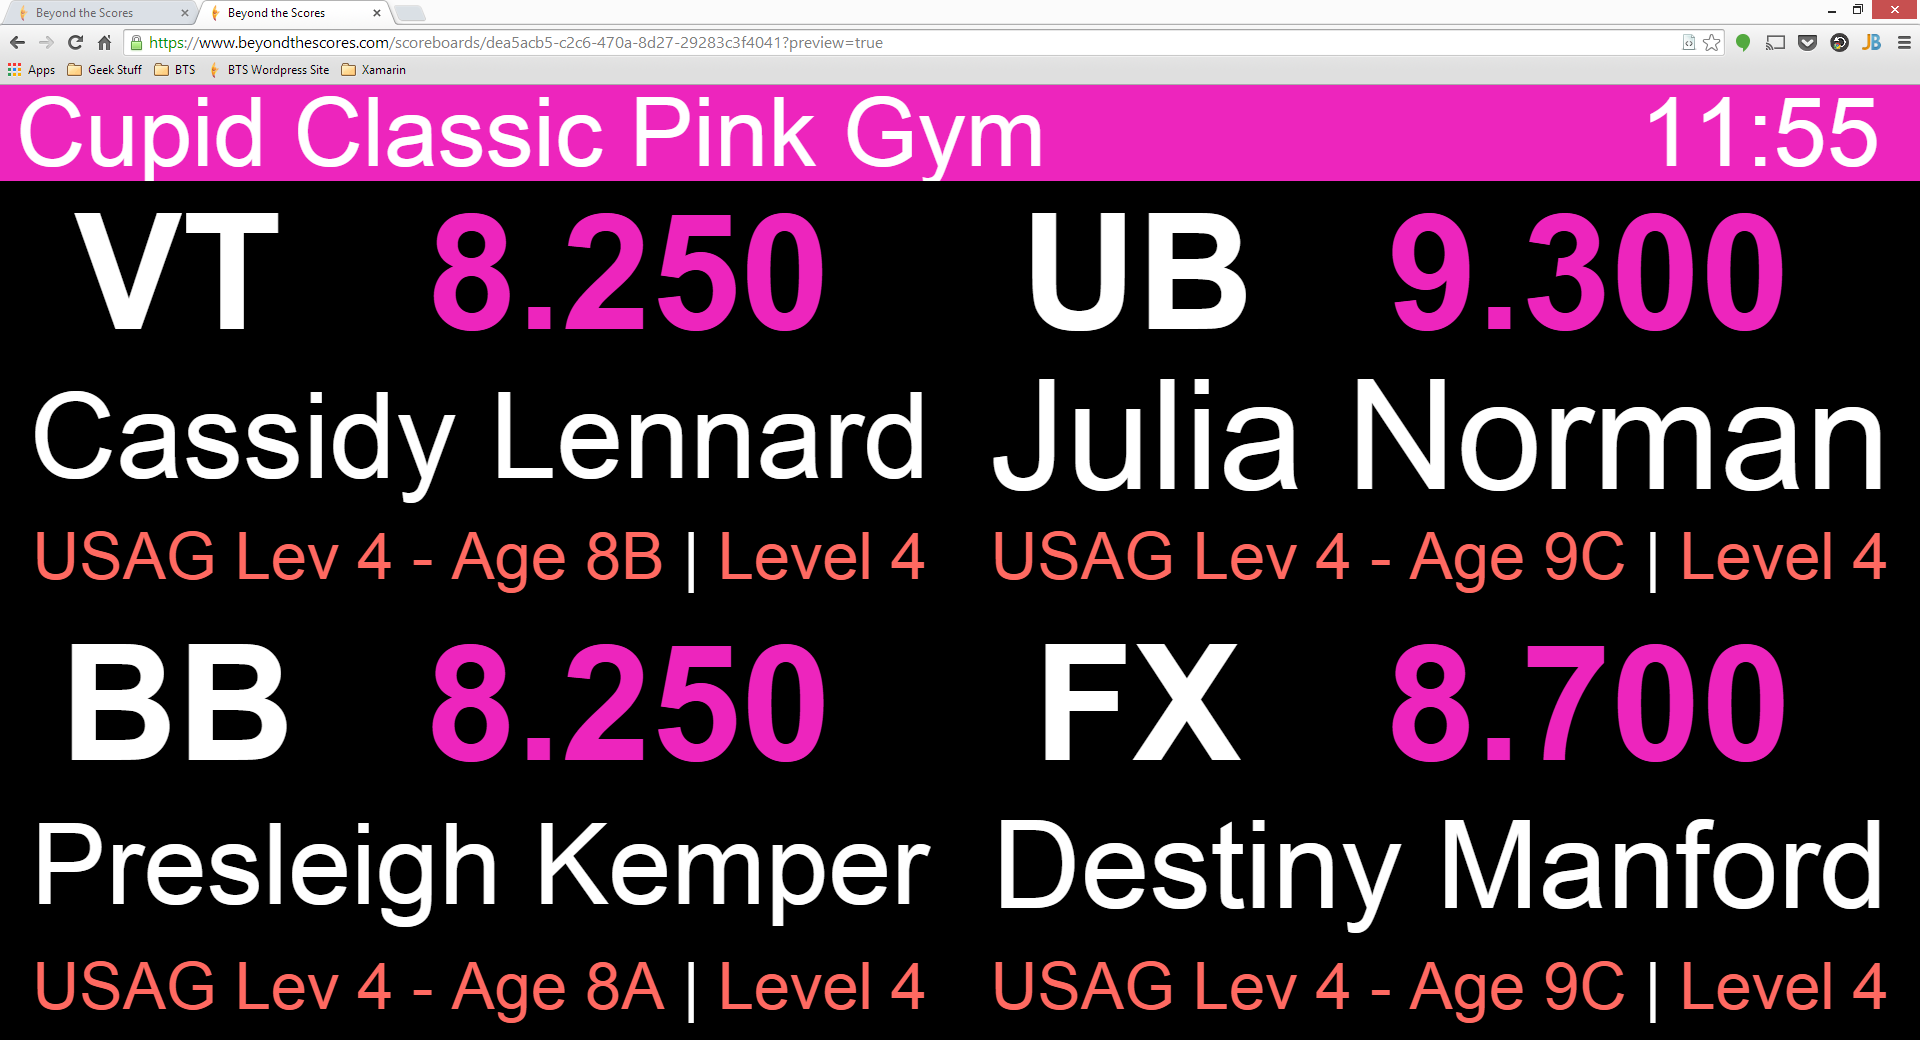 Beyond the Scores
Beyond the Scores
https://www.beyondthescores.com/scoreboards/dea5acb5-c2c6-470a-8d27-29283c3f4041?preview=true
JB
Apps Geek Stuff BTS BTS Wordpress Site Xamarin
Cupid Classic Pink Gym 11:55
VT 8.250
Cassidy Lennard
USAG Lev 4 - Age 8B | Level 4
UB 9.300
Julia Norman
USAG Lev 4 - Age 9C | Level 4
BB 8.250
Presleigh Kemper
USAG Lev 4 - Age 8A | Level 4
FX 8.700
Destiny Manford
USAG Lev 4 - Age 9C | Level 4